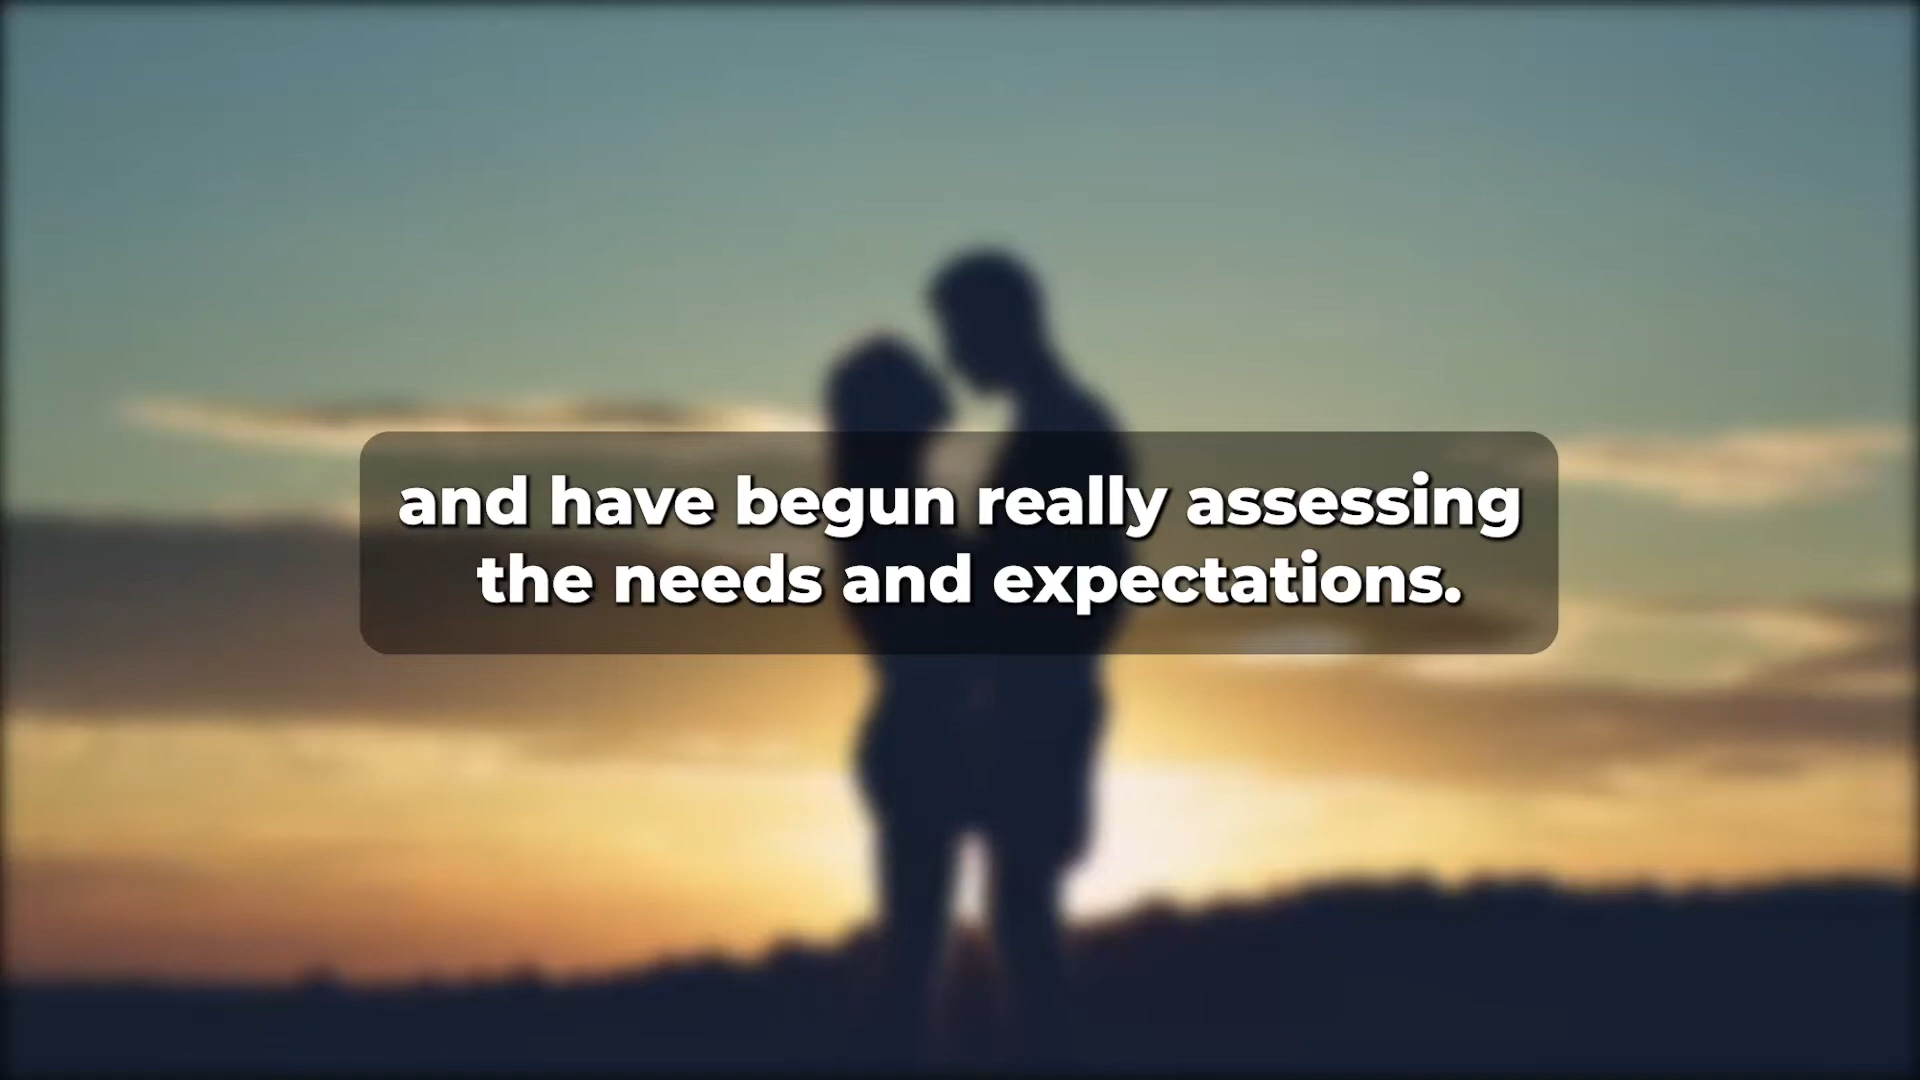 and have begun really assessing
the needs and expectations.